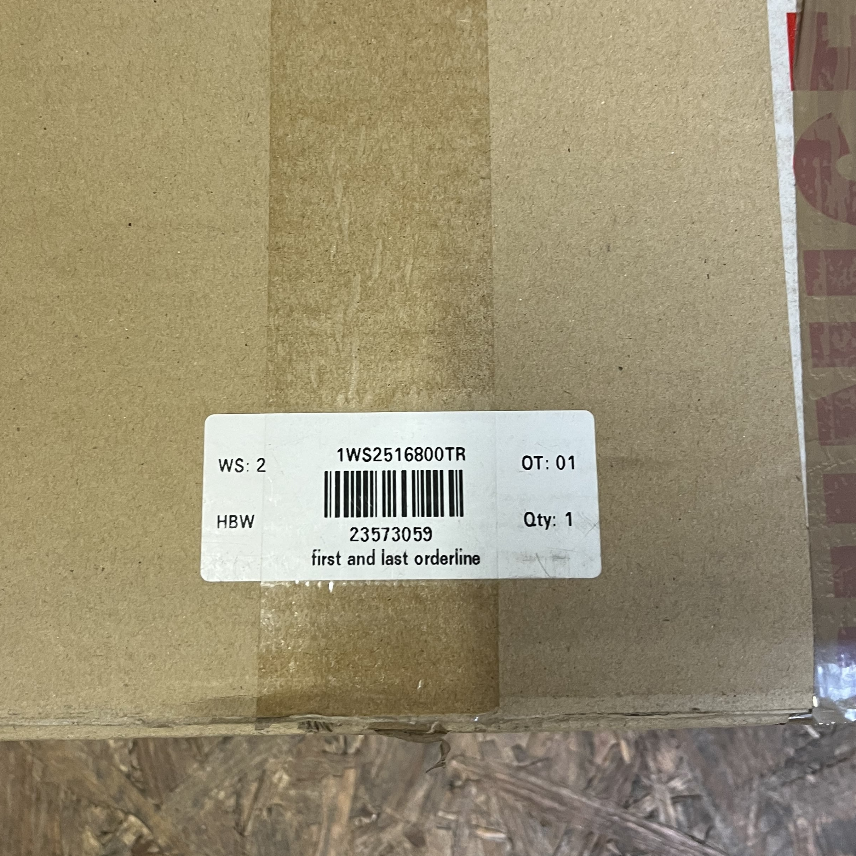 WS: 2
1WS2516800TR
OT: 01
HBW
23573059
Qty: 1
first and last orderline